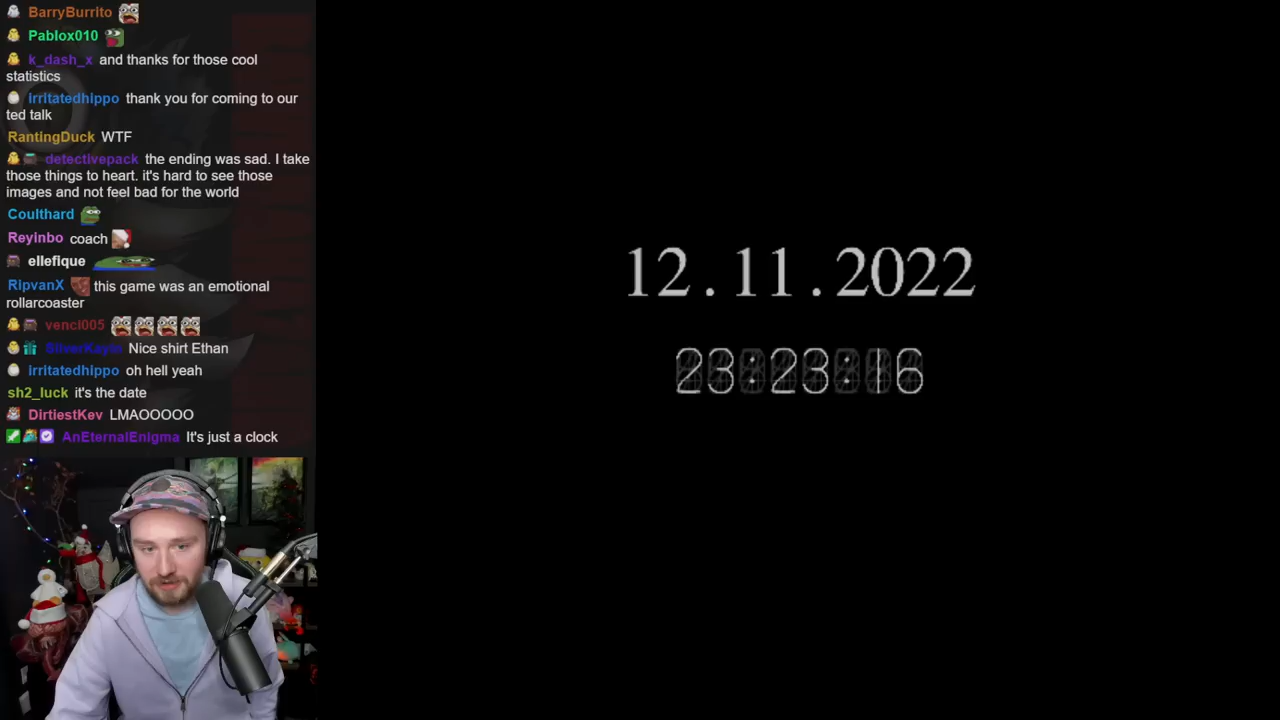 BarryBurrito
Pablox010
k_dash_x and thanks for those cool
statistics
irritatedhippo thank you for coming to our
ted talk
RantingDuck WTF
detectivepack the ending was sad. I take
those things to heart. it's hard to see those
images and not feel bad for the world
Coulthard
Reyinbo coach
ellefique
RipvanX this game was an emotional
rollarcoaster
venci005
SilverKayln Nice shirt Ethan
irritatedhippo oh hell yeah
sh2_luck it's the date
DirtiestKev LMAOOOOO
AnEternalEnigma It's just a clock
12.11.2022
23:23:16